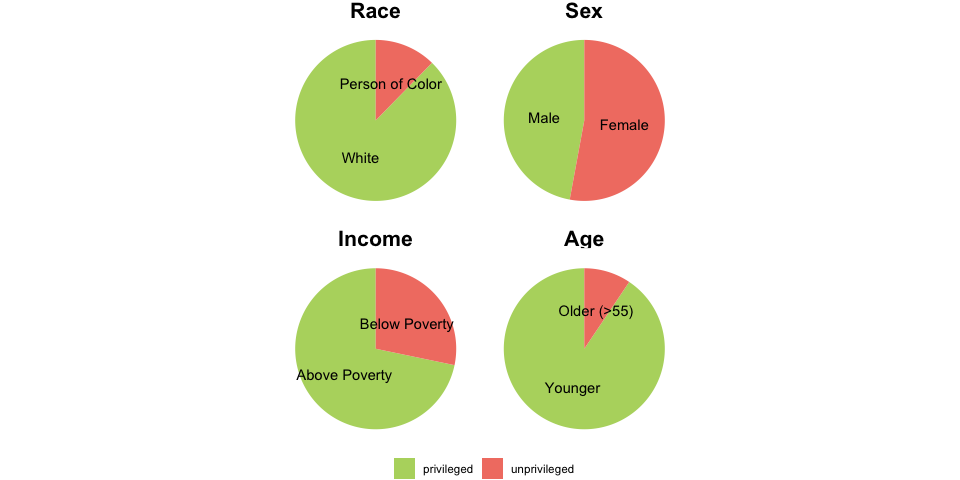 Race
Sex
Person of Color
White
Male
Female
Income
Age
Below Poverty
Above Poverty
Older (>55)
Younger
privileged
unprivileged